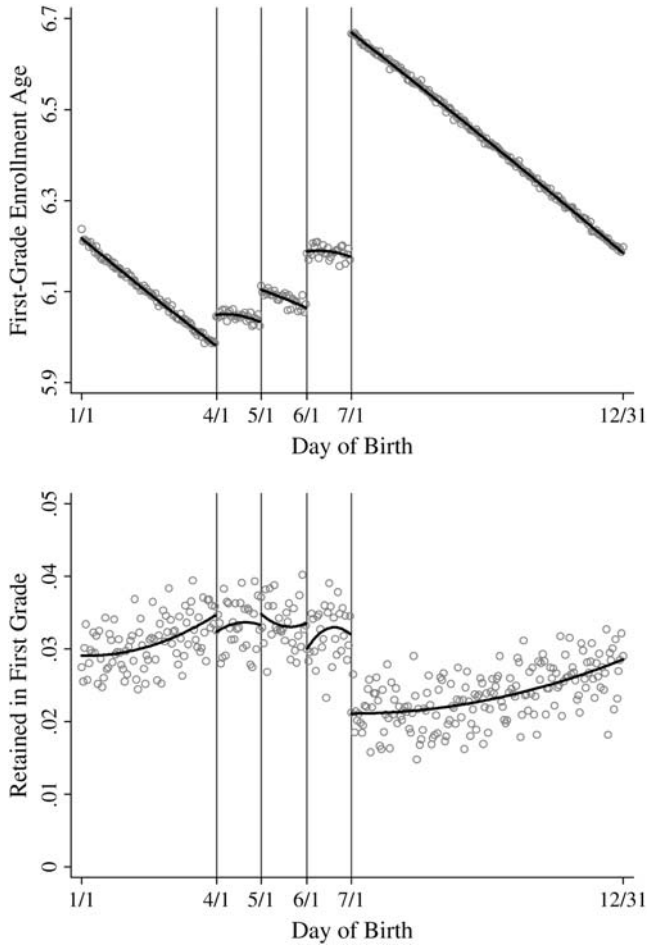 6.7
6.5
6.3
6.1
5.9
First-Grade Enrollment Age
1/1 4/1 5/1 6/1 7/1 12/31
Day of Birth
.05
.04
.03
.02
.01
0
Retained in First Grade
1/1 4/1 5/1 6/1 7/1 12/31
Day of Birth